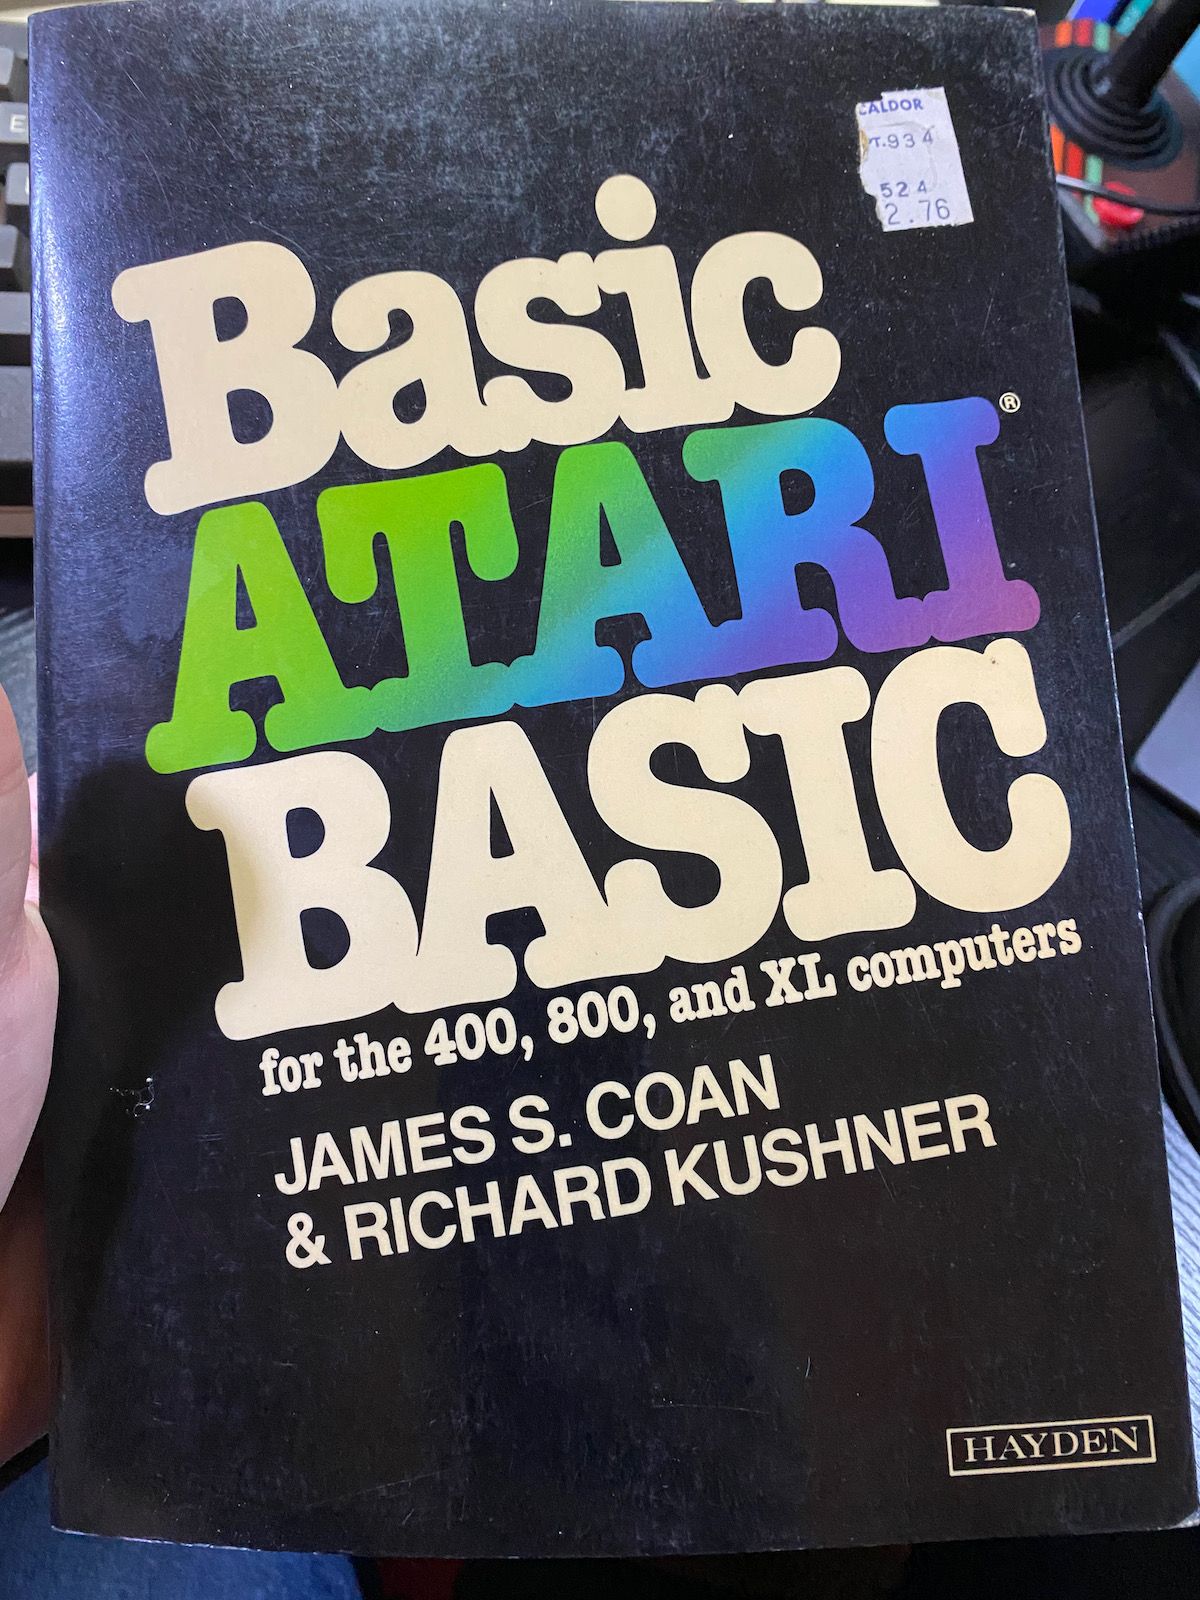 CALDOR
T.934
524
2.76
Basic
ATARI®
BASIC
for the 400, 800, and XL computers
JAMES S. COAN
& RICHARD KUSHNER
HAYDEN
E